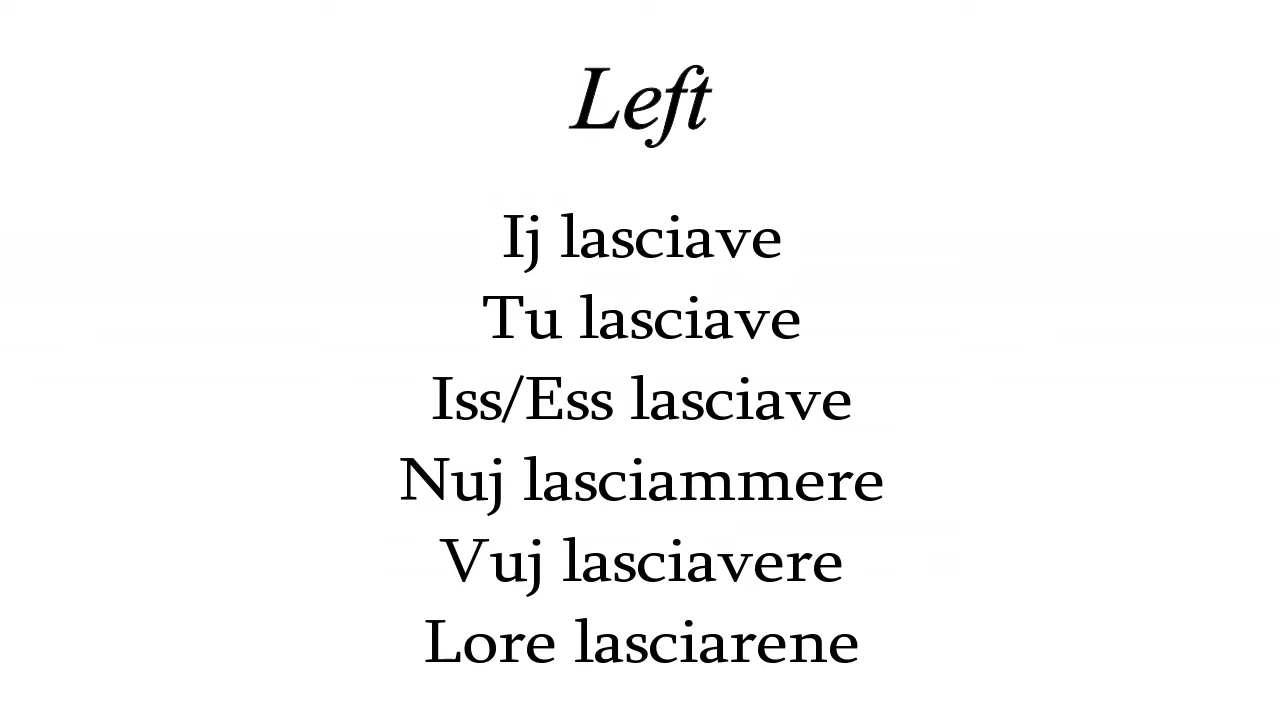 Left
Ij lasciave
Tu lasciave
Iss/Ess lasciave
Nuj lasciammere
Vuj lasciavere
Lore lasciarene